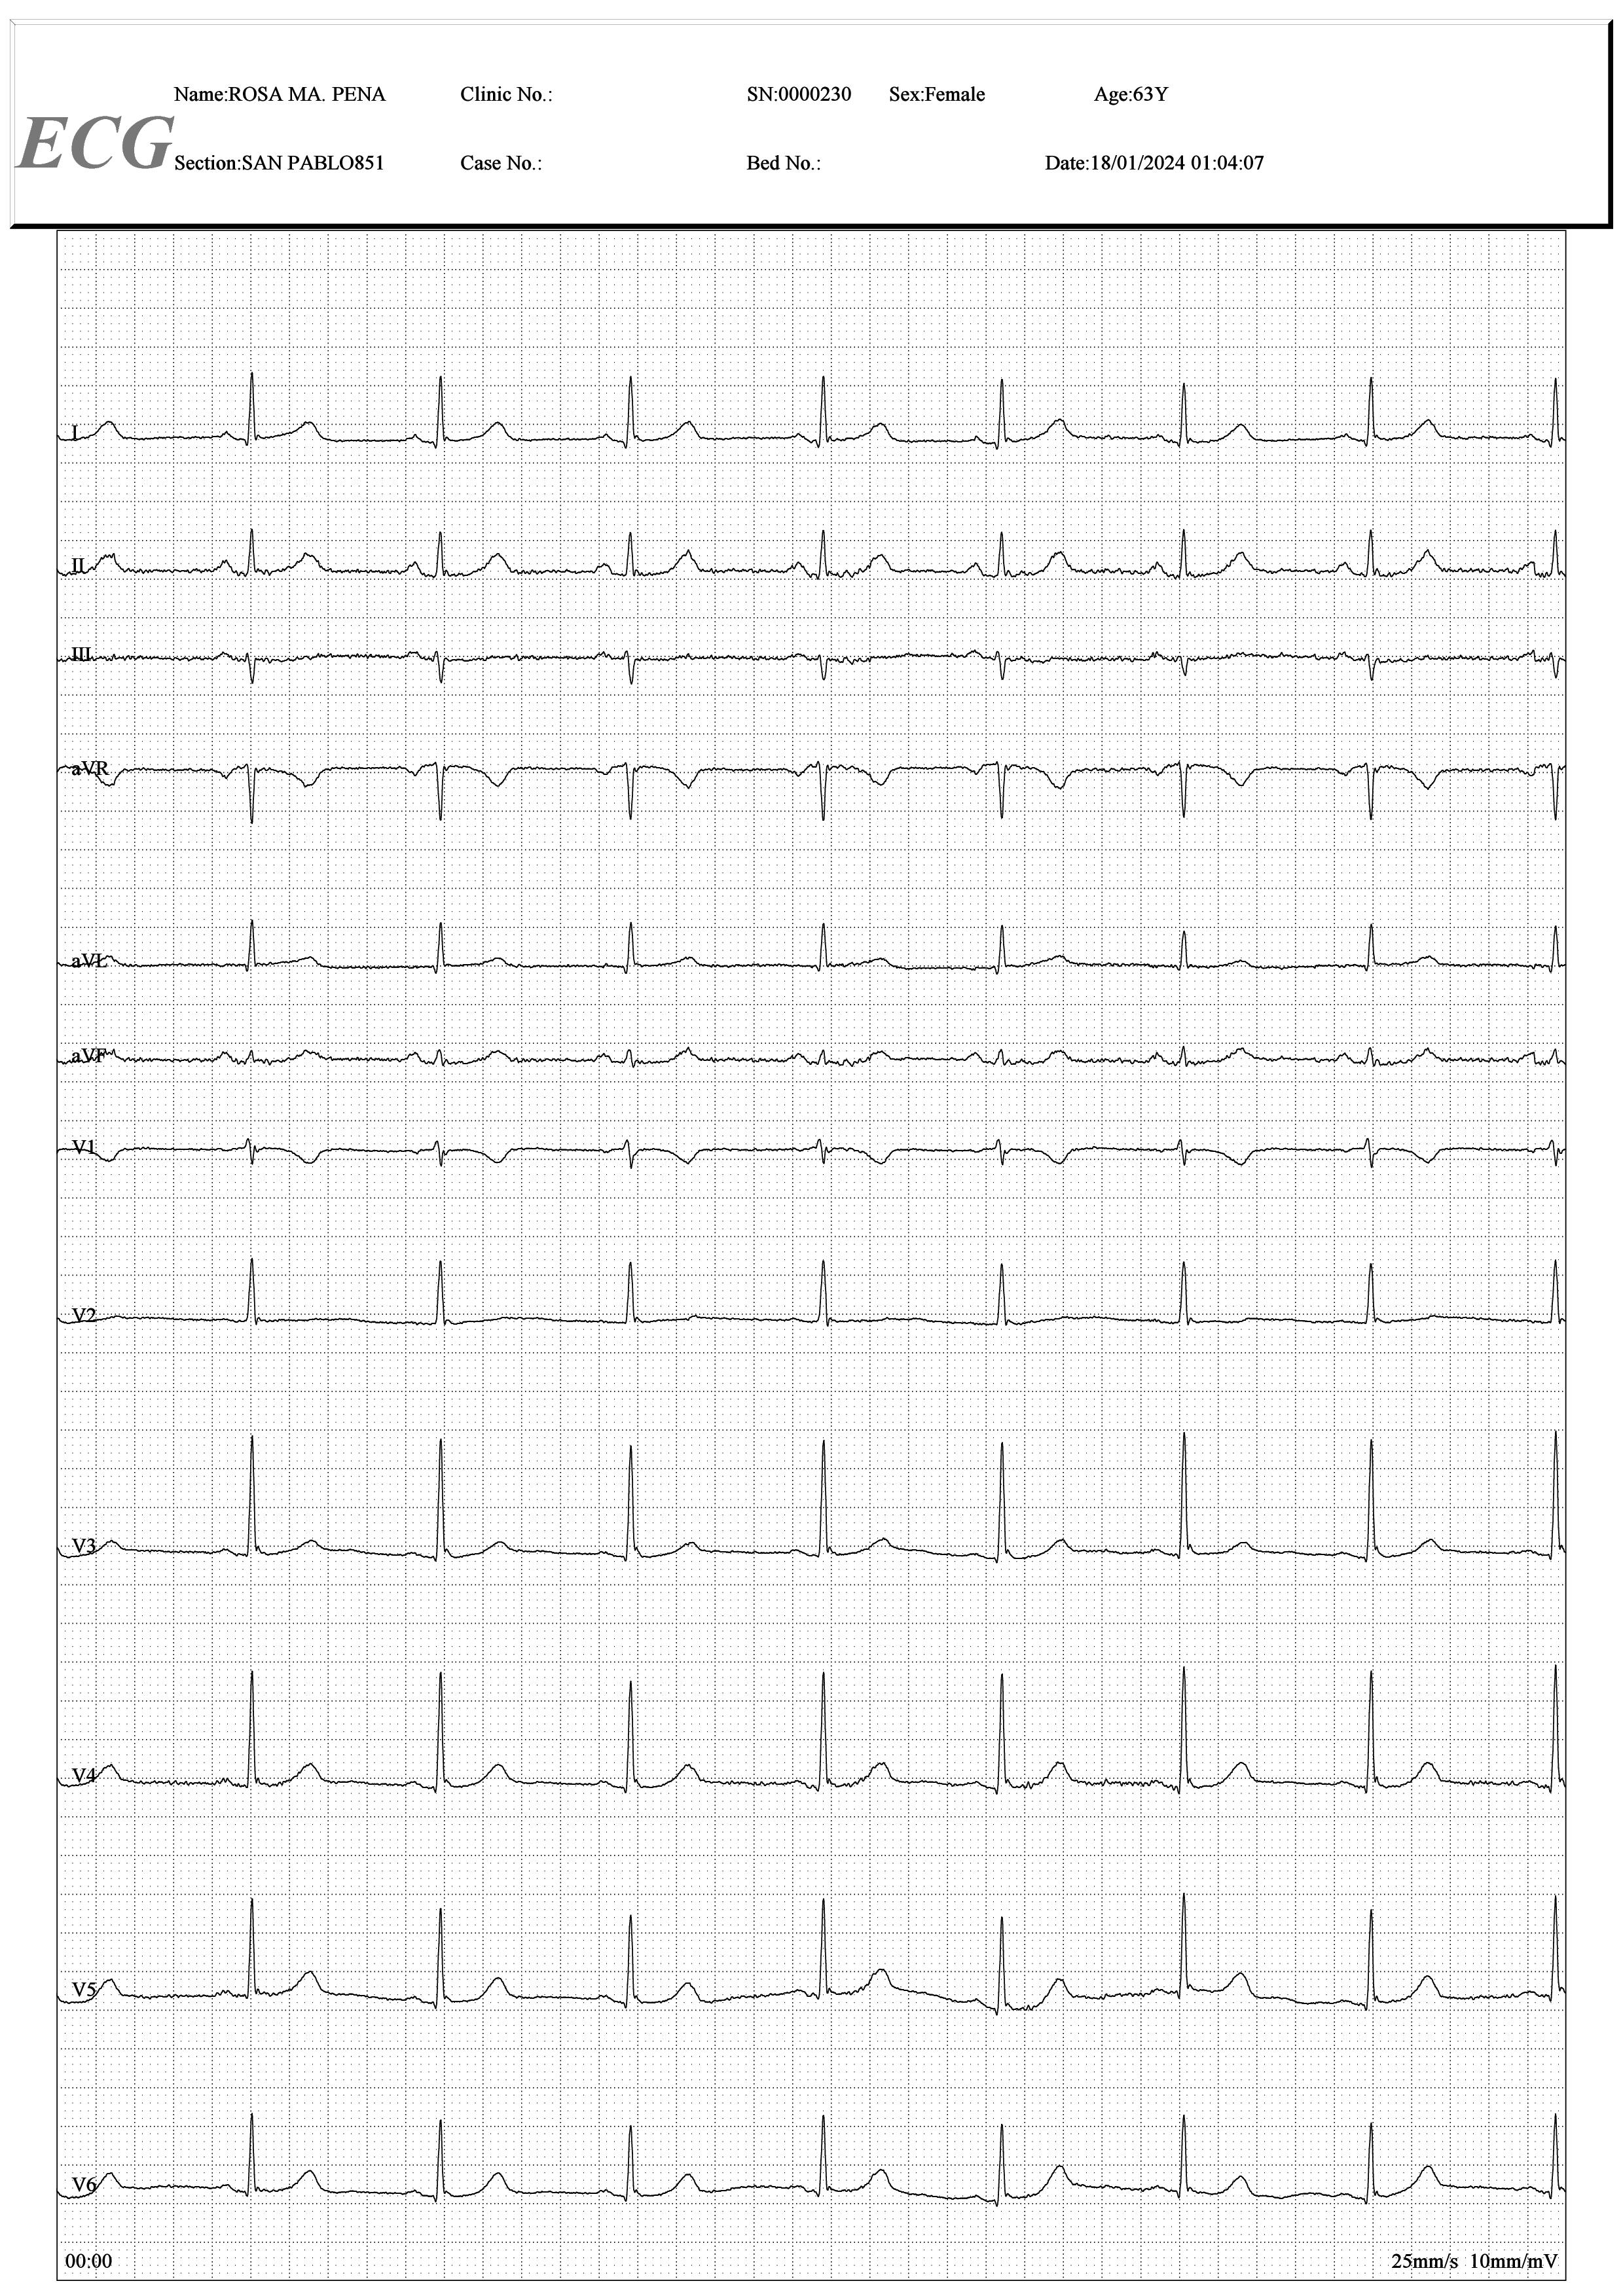 ECG
Name:ROSA MA. PENA Clinic No.: SN:0000230 Sex:Female Age:63Y
Section:SAN PABLO851 Case No.: Bed No.: Date:18/01/2024 01:04:07
I
II
III
aVR
aVL
aVF
V1
V2
V3
V4
V5
V6
00:00 25mm/s 10mm/mV